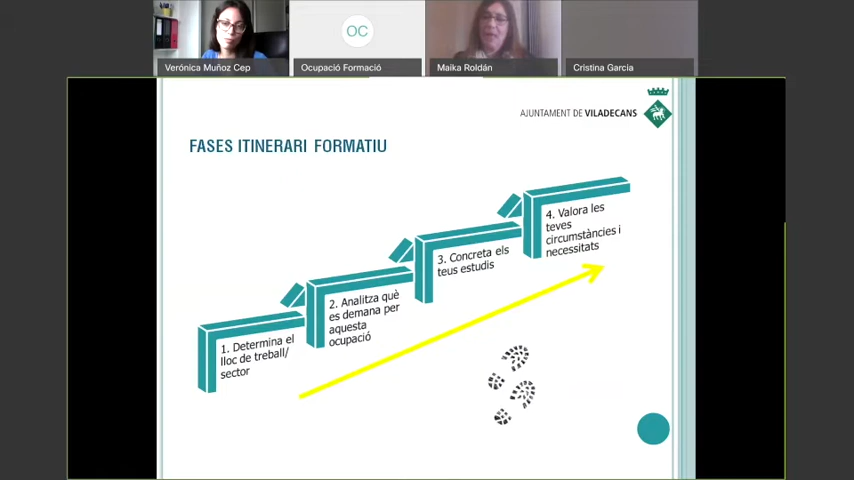 OC
Verónica Muñoz Cep
Ocupació Formació
Maika Roldán
Cristina Garcia
AJUNTAMENT DE VILADECANS
FASES ITINERARI FORMATIU
1. Determina el
lloc de treball/
sector
2. Analitza què
es demana per
aquesta
ocupació
3. Concreta els
teus estudis
4. Valora les
teves
circumstàncies i
necessitats